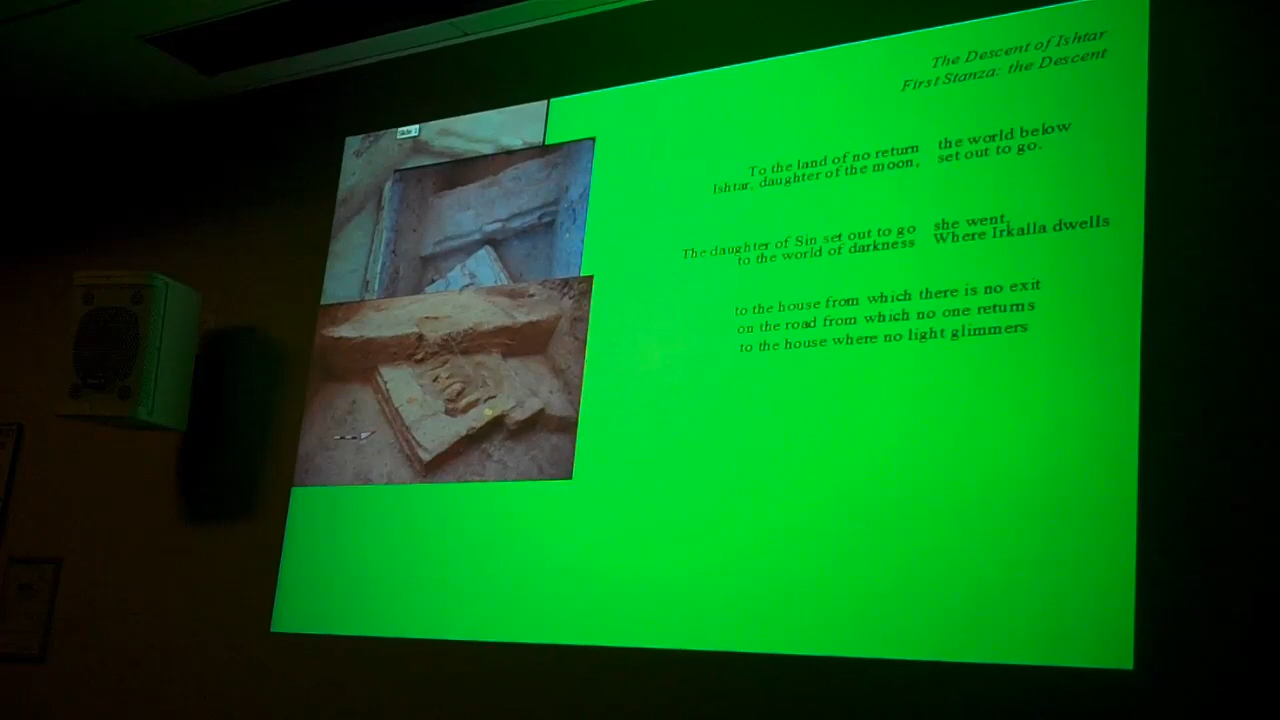 The Descent of Ishtar
First Stanza: the Descent
To the land of no return the world below
Ishtar, daughter of the moon, set out to go.
The daughter of Sin set out to go she went,
to the world of darkness Where Irkalla dwells
to the house from which there is no exit
on the road from which no one returns
to the house where no light glimmers